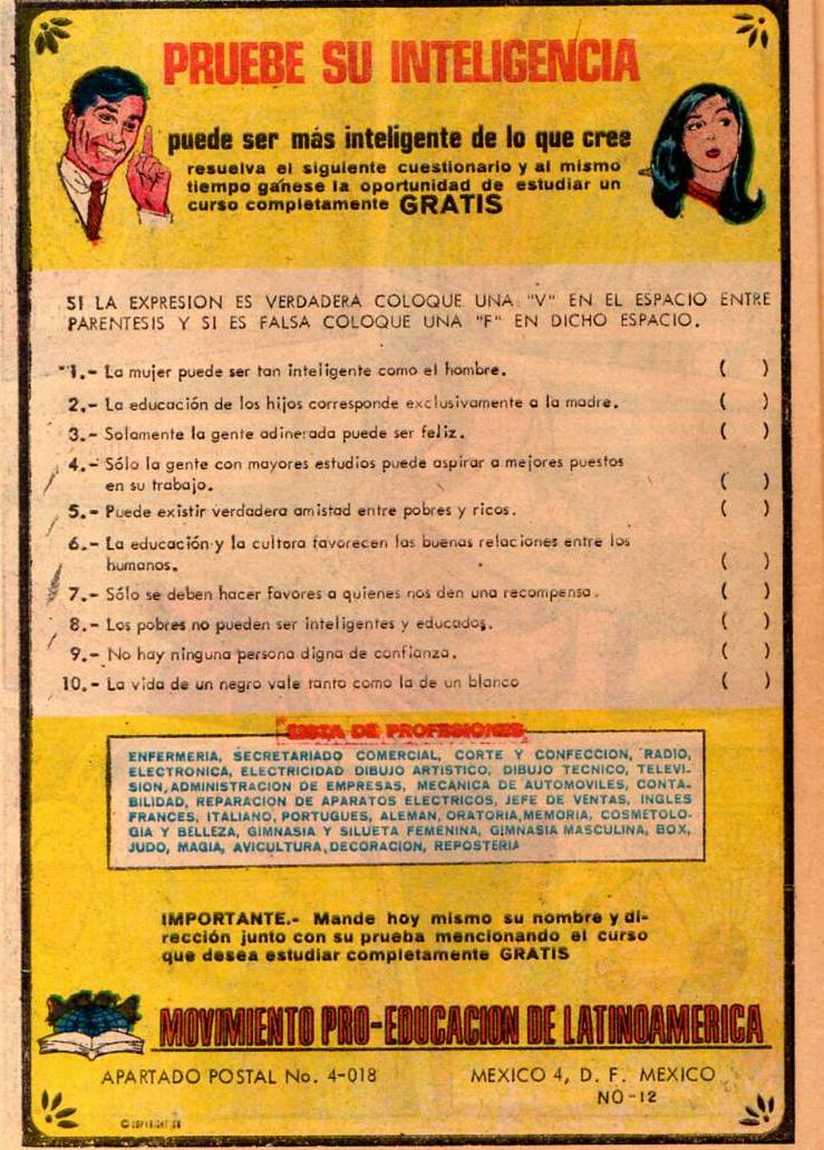 PRUEBE SU INTELIGENCIA
puede ser más inteligente de lo que cree
resuelva el siguiente cuestionario y al mismo
tiempo gánese la oportunidad de estudiar un
curso completamente GRATIS
SI LA EXPRESION ES VERDADERA COLOQUE UNA "V" EN EL ESPACIO ENTRE
PARENTESIS Y SI ES FALSA COLOQUE UNA "F" EN DICHO ESPACIO.
1.- La mujer puede ser tan inteligente como el hombre. ( )
2.- La educación de los hijos corresponde exclusivamente a la madre. ( )
3.- Solamente la gente adinerada puede ser feliz. ( )
4.- Sólo la gente con mayores estudios puede aspirar a mejores puestos
en su trabajo. ( )
5.- Puede existir verdadera amistad entre pobres y ricos. ( )
6.- La educación y la cultora favorecen las buenas relaciones entre los
humanos. ( )
7.- Sólo se deben hacer favores a quienes nos den una recompensa. ( )
8.- Los pobres no pueden ser inteligentes y educados. ( )
9.- No hay ninguna persona digna de confianza. ( )
10.- La vida de un negro vale tanto como la de un blanco ( )
LISTA DE PROFESIONES
ENFERMERIA, SECRETARIADO COMERCIAL, CORTE Y CONFECCION, RADIO,
ELECTRONICA, ELECTRICIDAD DIBUJO ARTISTICO, DIBUJO TECNICO, TELEVI-
SION, ADMINISTRACION DE EMPRESAS, MECANICA DE AUTOMOVILES, CONTA-
BILIDAD, REPARACION DE APARATOS ELECTRICOS, JEFE DE VENTAS, INGLES
FRANCES, ITALIANO, PORTUGUES, ALEMAN, ORATORIA, MEMORIA, COSMETOLO-
GIA Y BELLEZA, GIMNASIA Y SILUETA FEMENINA, GIMNASIA MASCULINA, BOX,
JUDO, MAGIA, AVICULTURA, DECORACION, REPOSTERIA
IMPORTANTE.- Mande hoy mismo su nombre y di-
rección junto con su prueba mencionando el curso
que desea estudiar completamente GRATIS
MOVIMIENTO PRO-EDUCACION DE LATINOAMERICA
APARTADO POSTAL No. 4-018 MEXICO 4, D. F. MEXICO
NO-12
© COPYRIGHT